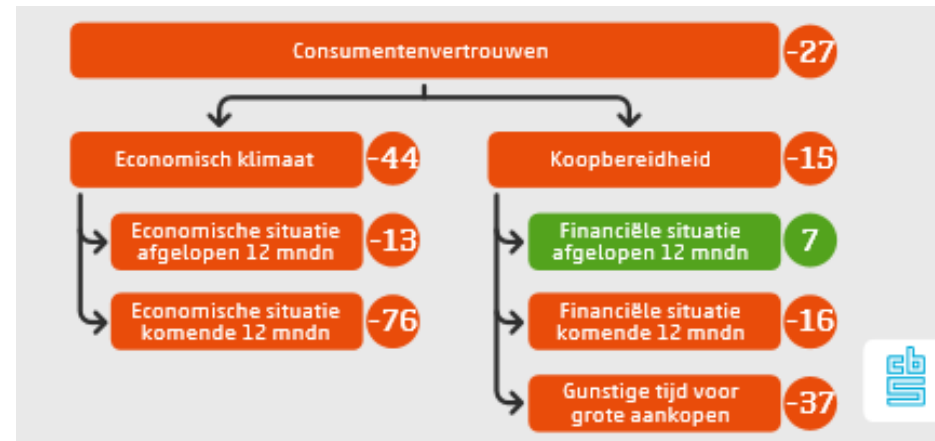 Consumentenvertrouwen
-27
Economisch klimaat
-44
Koopbereidheid
-15
Economische situatie
afgelopen 12 mndn
-13
Financiële situatie
afgelopen 12 mndn
7
Economische situatie
komende 12 mndn
-76
Financiële situatie
komende 12 mndn
-16
Gunstige tijd voor
grote aankopen
-37
cbs